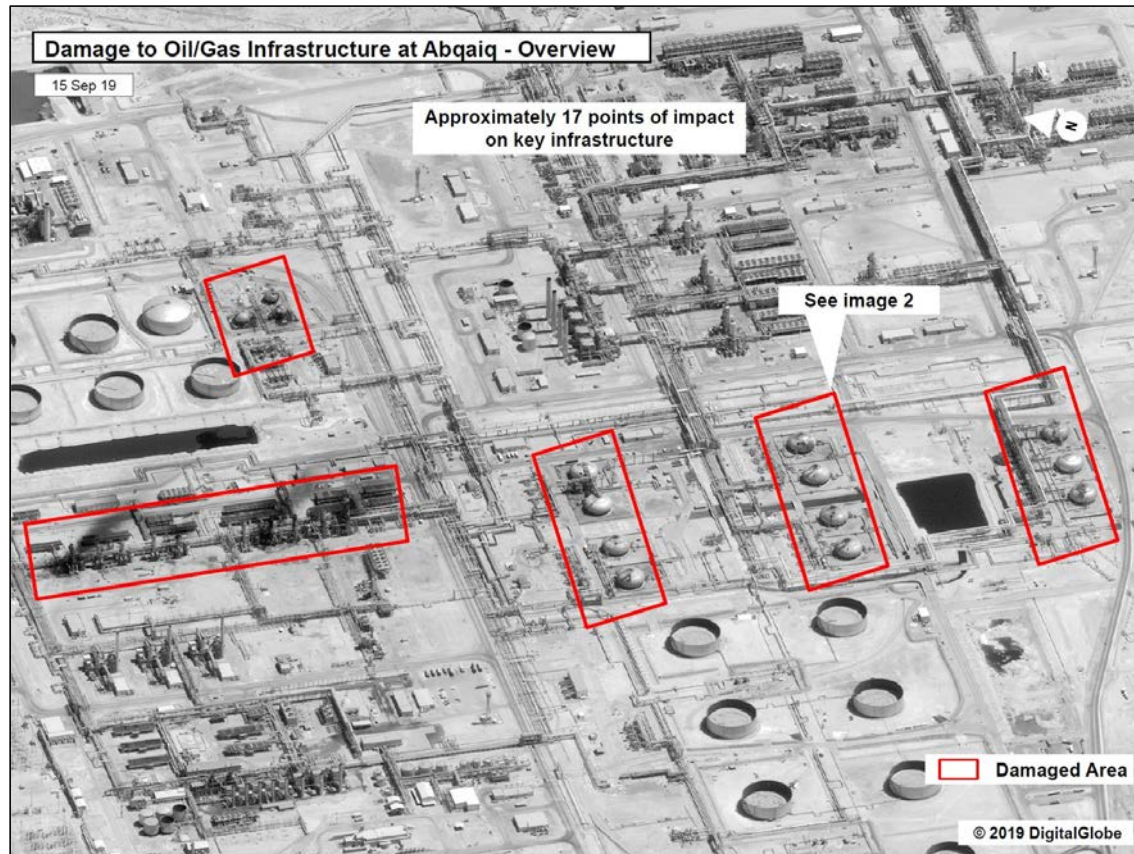 Damage to Oil/Gas Infrastructure at Abqaiq - Overview
15 Sep 19
Approximately 17 points of impact
on key infrastructure
N
See image 2
Damaged Area
© 2019 DigitalGlobe